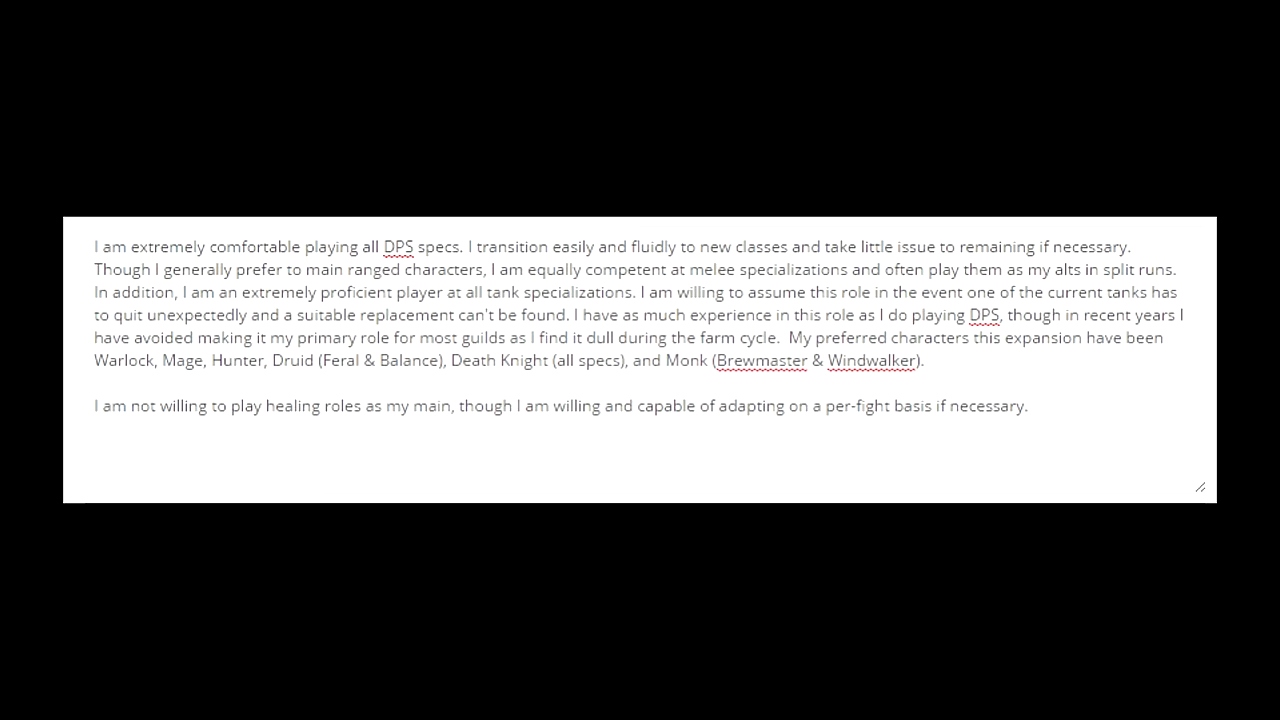 I am extremely comfortable playing all DPS specs. I transition easily and fluidly to new classes and take little issue to remaining if necessary.
Though I generally prefer to main ranged characters, I am equally competent at melee specializations and often play them as my alts in split runs.
In addition, I am an extremely proficient player at all tank specializations. I am willing to assume this role in the event one of the current tanks has
to quit unexpectedly and a suitable replacement can't be found. I have as much experience in this role as I do playing DPS, though in recent years I
have avoided making it my primary role for most guilds as I find it dull during the farm cycle.  My preferred characters this expansion have been
Warlock, Mage, Hunter, Druid (Feral & Balance), Death Knight (all specs), and Monk (Brewmaster & Windwalker).
I am not willing to play healing roles as my main, though I am willing and capable of adapting on a per-fight basis if necessary.